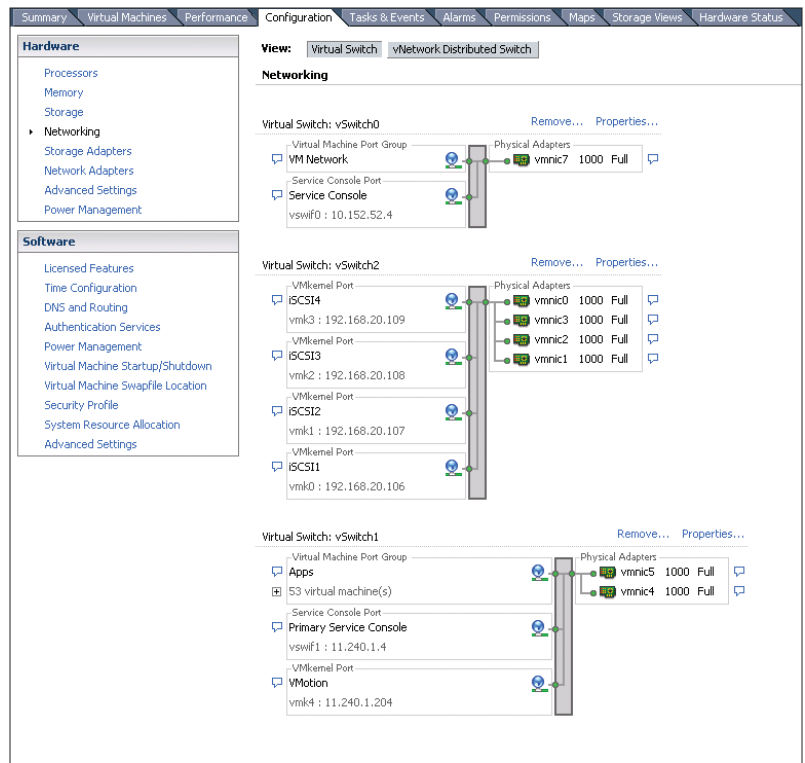 Summary Virtual Machines Performance Configuration Tasks & Events Alarms Permissions Maps Storage Views Hardware Status
Hardware
Processors
Memory
Storage
Networking
Storage Adapters
Network Adapters
Advanced Settings
Power Management
Software
Licensed Features
Time Configuration
DNS and Routing
Authentication Services
Power Management
Virtual Machine Startup/Shutdown
Virtual Machine Swapfile Location
Security Profile
System Resource Allocation
Advanced Settings
View: Virtual Switch vNetwork Distributed Switch
Networking
Virtual Switch: vSwitch0 Remove... Properties...
Virtual Machine Port Group Physical Adapters
VM Network vmnic7 1000 Full
Service Console Port
Service Console
vswif0 : 10.152.52.4
Virtual Switch: vSwitch2 Remove... Properties...
VMkernel Port Physical Adapters
iSCSI4 vmnic0 1000 Full
vmk3 : 192.168.20.109 vmnic3 1000 Full
VMkernel Port vmnic2 1000 Full
iSCSI3 vmnic1 1000 Full
vmk2 : 192.168.20.108
VMkernel Port
iSCSI2
vmk1 : 192.168.20.107
VMkernel Port
iSCSI1
vmk0 : 192.168.20.106
Virtual Switch: vSwitch1 Remove... Properties...
Virtual Machine Port Group Physical Adapters
Apps vmnic5 1000 Full
53 virtual machine(s) vmnic4 1000 Full
Service Console Port
Primary Service Console
vswif1 : 11.240.1.4
VMkernel Port
VMotion
vmk4 : 11.240.1.204